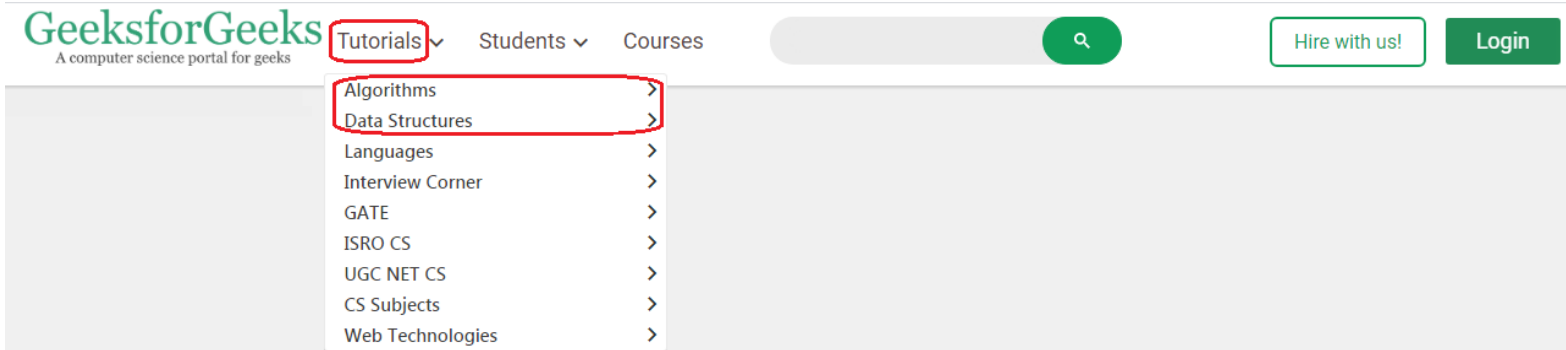 GeeksforGeeks
A computer science portal for geeks
Tutorials Students Courses
Hire with us! Login
Algorithms
Data Structures
Languages
Interview Corner
GATE
ISRO CS
UGC NET CS
CS Subjects
Web Technologies